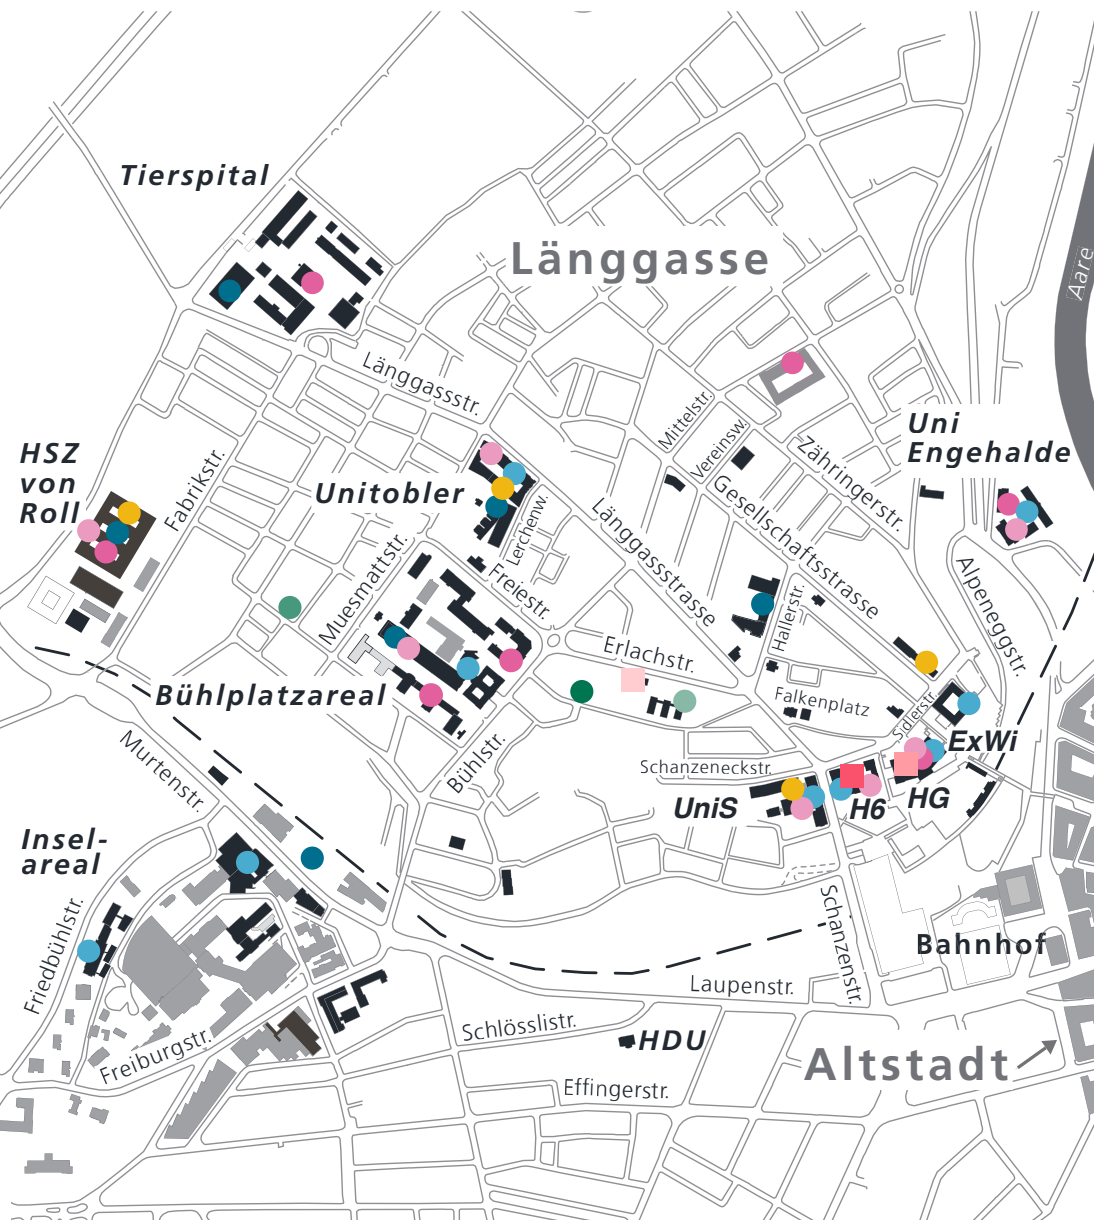 Tierspital
Länggasse
Aare
Länggassstr.
Mittelstr.
Vereinsw.
Uni
Engehalde
Zähringerstr.
HSZ
von
Roll
Fabrikstr.
Unitobler
Lerchenw.
Länggassstrasse
Gesellschaftsstrasse
Muesmattstr.
Freiestr.
Hallerstr.
Alpeneggstr.
Erlachstr.
Bühlplatzareal
Falkenplatz
Sidlerstr.
ExWi
Murtenstr.
Bühlstr.
Schanzeneckstr.
UniS
H6
HG
Insel-
areal
Friedbühlstr.
Schanzenstr.
Bahnhof
Laupenstr.
Schlösslistr.
HDU
Freiburgstr.
Altstadt
Effingerstr.